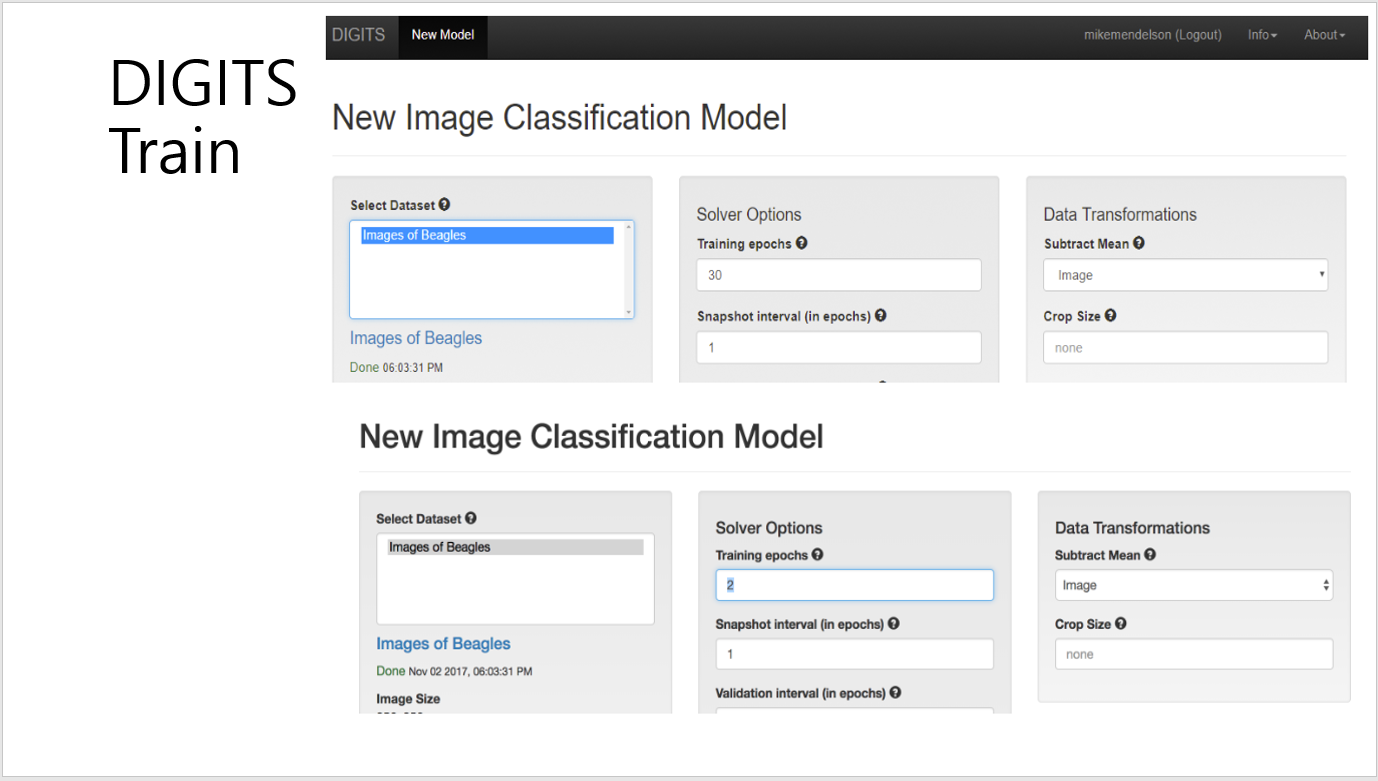 DIGITS
Train
DIGITS New Model mikemendelson (Logout) Info About
New Image Classification Model
Select Dataset
Images of Beagles
Images of Beagles
Done 06:03:31 PM
Solver Options
Training epochs
30
Snapshot interval (in epochs)
1
Data Transformations
Subtract Mean
Image
Crop Size
none
New Image Classification Model
Select Dataset
Images of Beagles
Images of Beagles
Done Nov 02 2017, 06:03:31 PM
Image Size
Solver Options
Training epochs
2
Snapshot interval (in epochs)
1
Validation interval (in epochs)
Data Transformations
Subtract Mean
Image
Crop Size
none